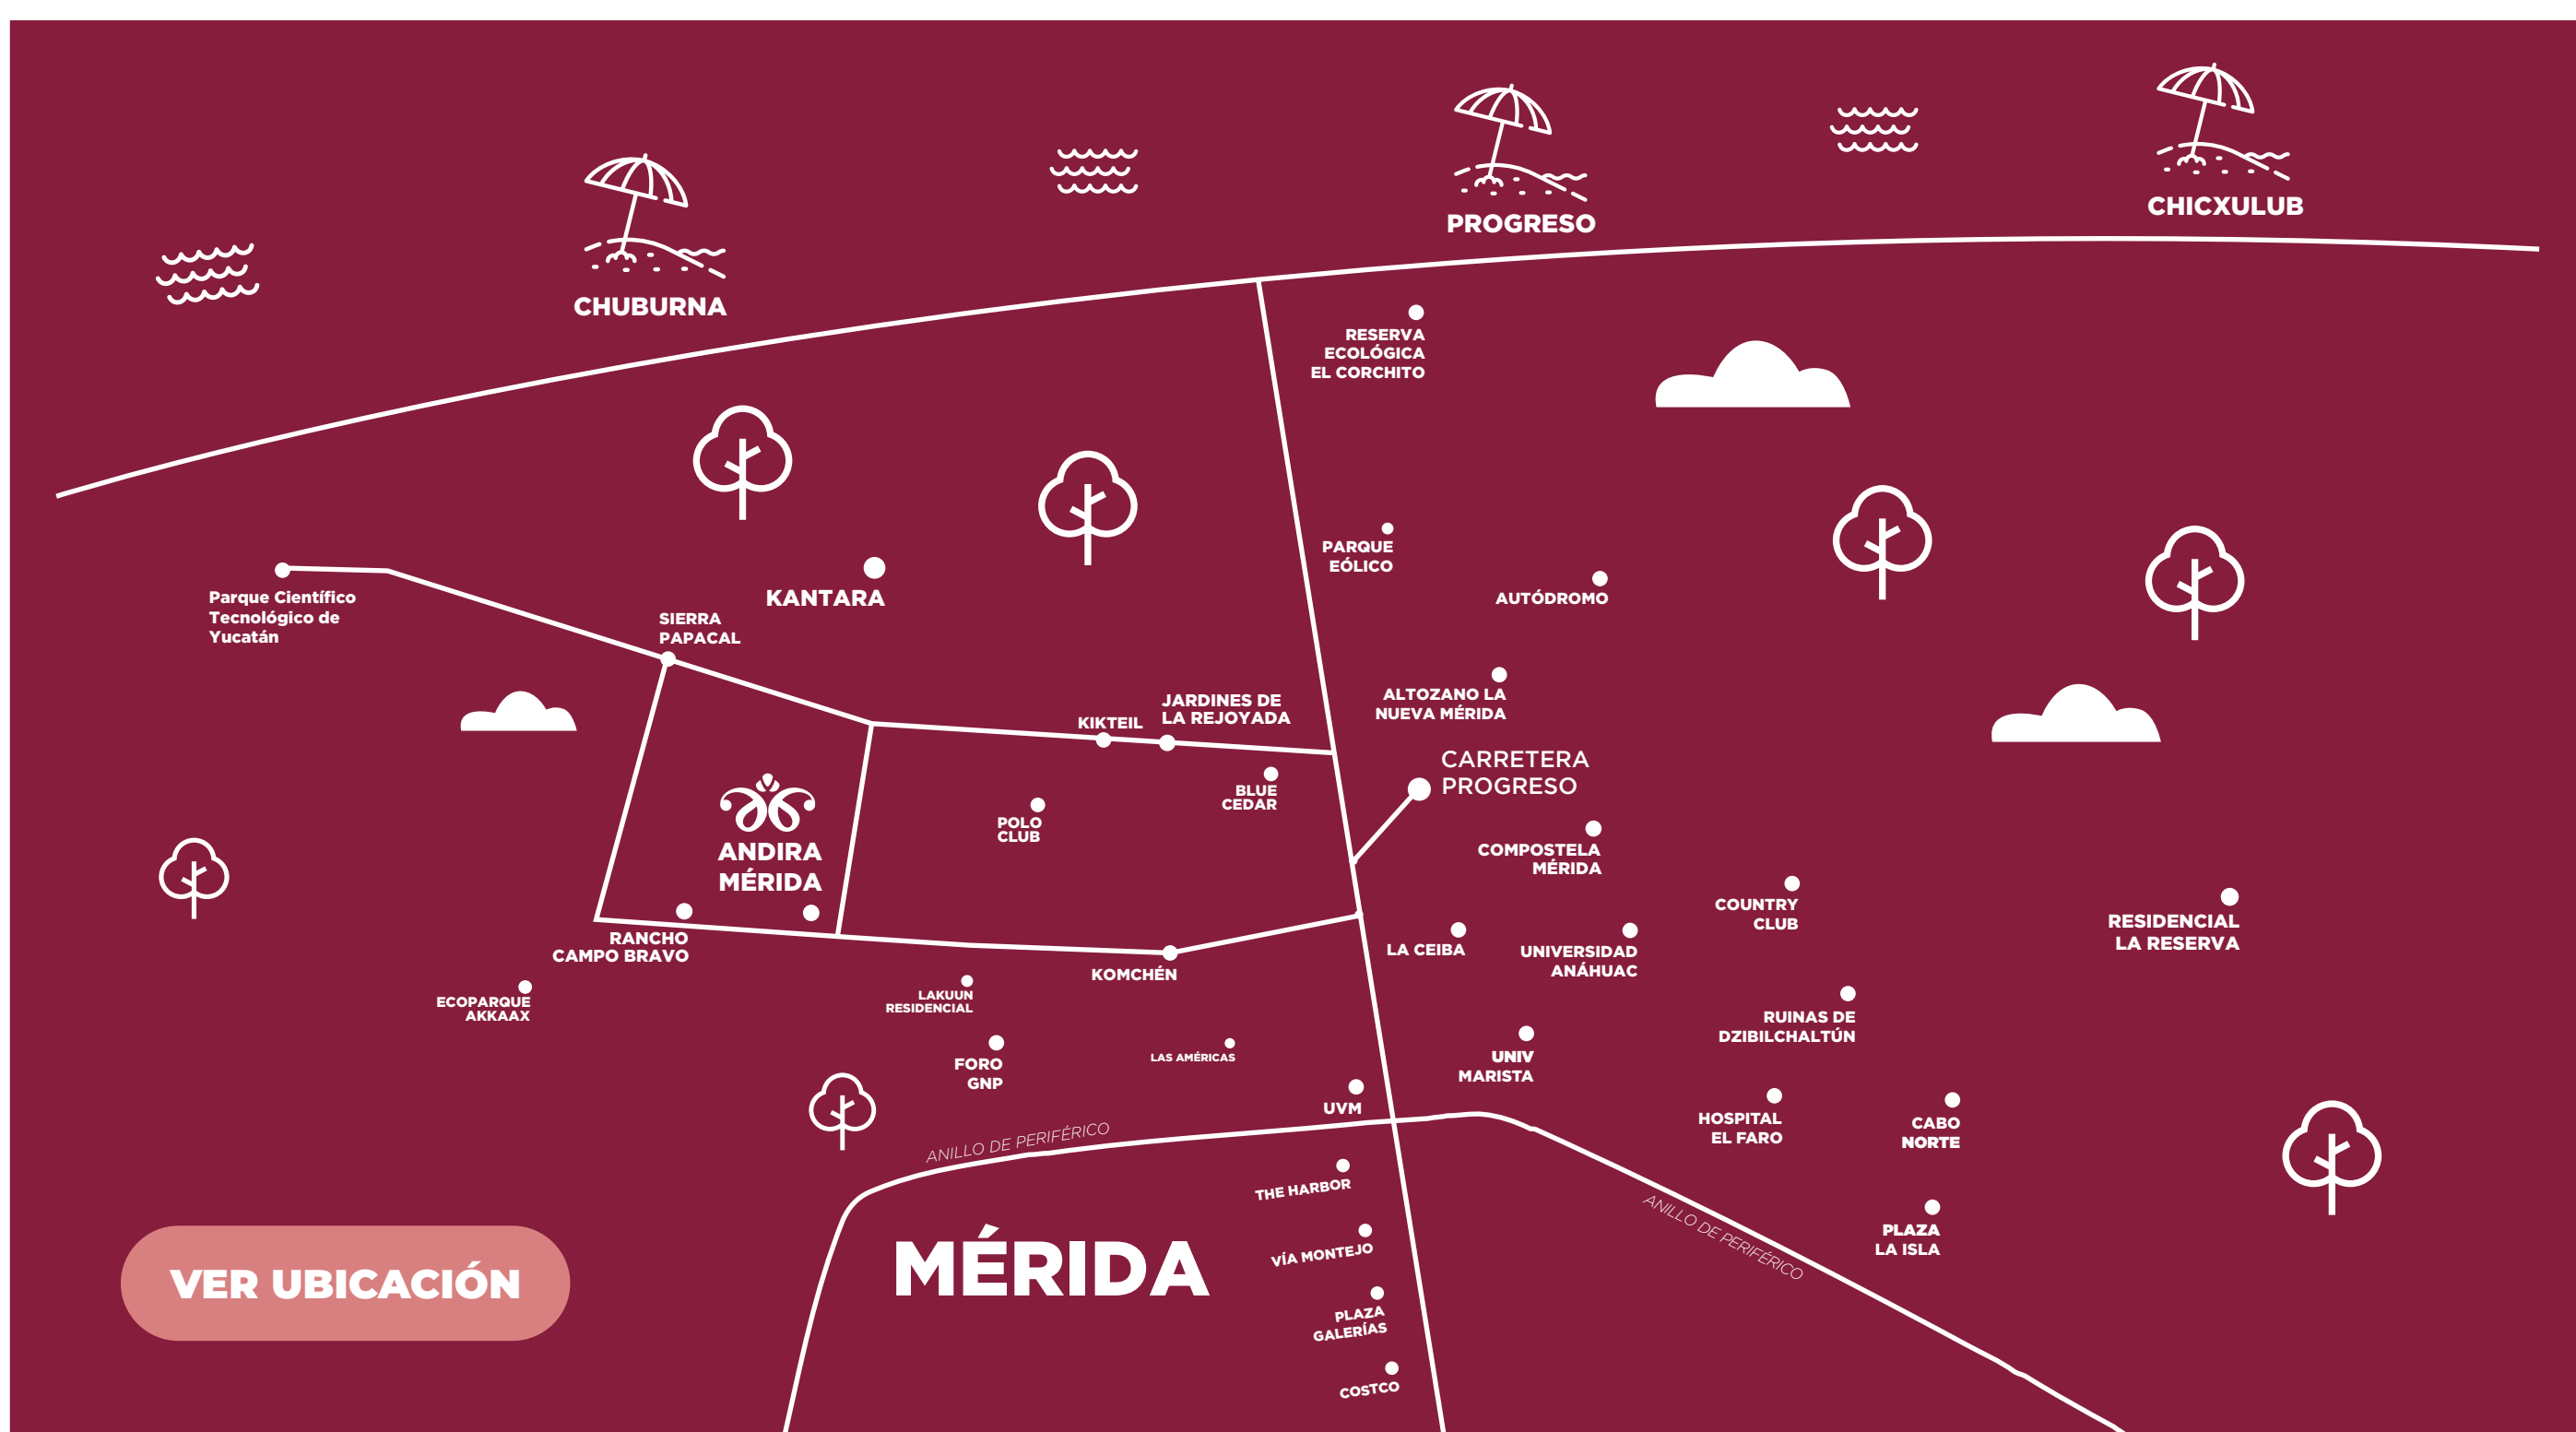 CHICXULUB
PROGRESO
CHUBURNA
RESERVA
ECOLÓGICA
EL CORCHITO
PARQUE
EÓLICO
AUTÓDROMO
KANTARA
Parque Científico
Tecnológico de
Yucatán
SIERRA
PAPACAL
ALTOZANO LA
NUEVA MÉRIDA
JARDINES DE
LA REJOYADA
KIKTEIL
CARRETERA
PROGRESO
BLUE
CEDAR
POLO
CLUB
ANDIRA
MÉRIDA
COMPOSTELA
MÉRIDA
COUNTRY
CLUB
RESIDENCIAL
LA RESERVA
RANCHO
CAMPO BRAVO
LA CEIBA
UNIVERSIDAD
ANÁHUAC
KOMCHÉN
ECOPARQUE
AKKAAX
LAKUUN
RESIDENCIAL
RUINAS DE
DZIBILCHALTÚN
FORO
GNP
LAS AMÉRICAS
UNIV
MARISTA
UVM
HOSPITAL
EL FARO
CABO
NORTE
ANILLO DE PERIFÉRICO
THE HARBOR
ANILLO DE PERIFÉRICO
PLAZA
LA ISLA
VÍA MONTEJO
MÉRIDA
VER UBICACIÓN
PLAZA
GALERÍAS
COSTCO